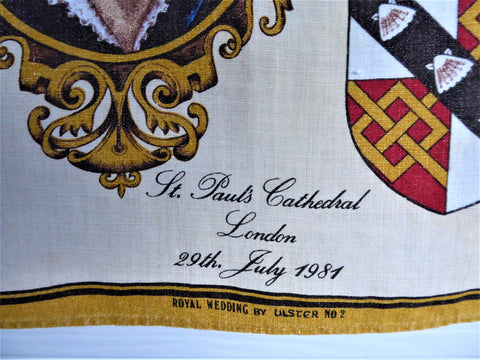 St. Paul's Cathedral
London
29th. July 1981
ROYAL WEDDING BY ULSTER NO 2